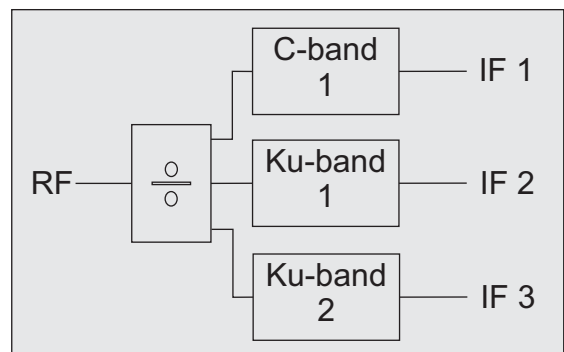 C-band
1
IF 1
RF
÷
Ku-band
1
IF 2
Ku-band
2
IF 3